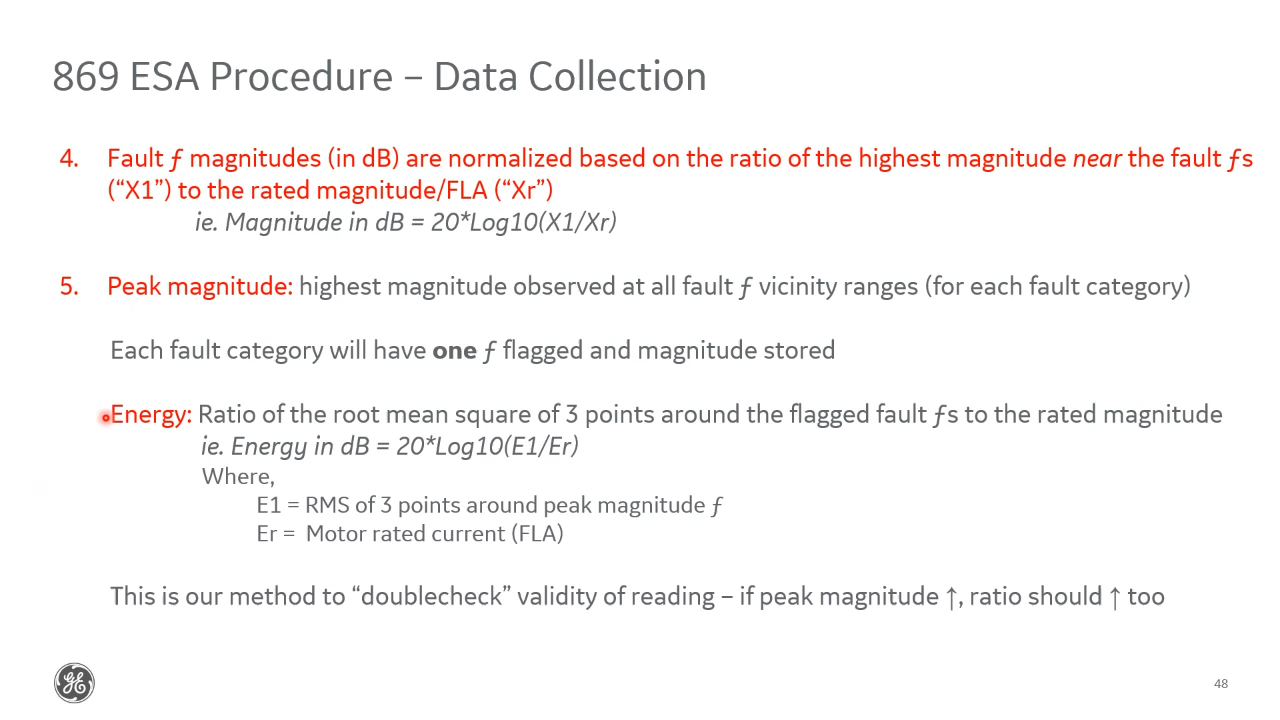 869 ESA Procedure – Data Collection
4. Fault ƒ magnitudes (in dB) are normalized based on the ratio of the highest magnitude near the fault ƒs
(“X1”) to the rated magnitude/FLA (“Xr”)
ie. Magnitude in dB = 20*Log10(X1/Xr)
5. Peak magnitude: highest magnitude observed at all fault ƒ vicinity ranges (for each fault category)
Each fault category will have one ƒ flagged and magnitude stored
Energy: Ratio of the root mean square of 3 points around the flagged fault ƒs to the rated magnitude
ie. Energy in dB = 20*Log10(E1/Er)
Where,
E1 = RMS of 3 points around peak magnitude ƒ
Er = Motor rated current (FLA)
This is our method to “doublecheck” validity of reading – if peak magnitude ↑, ratio should ↑ too
GE
48